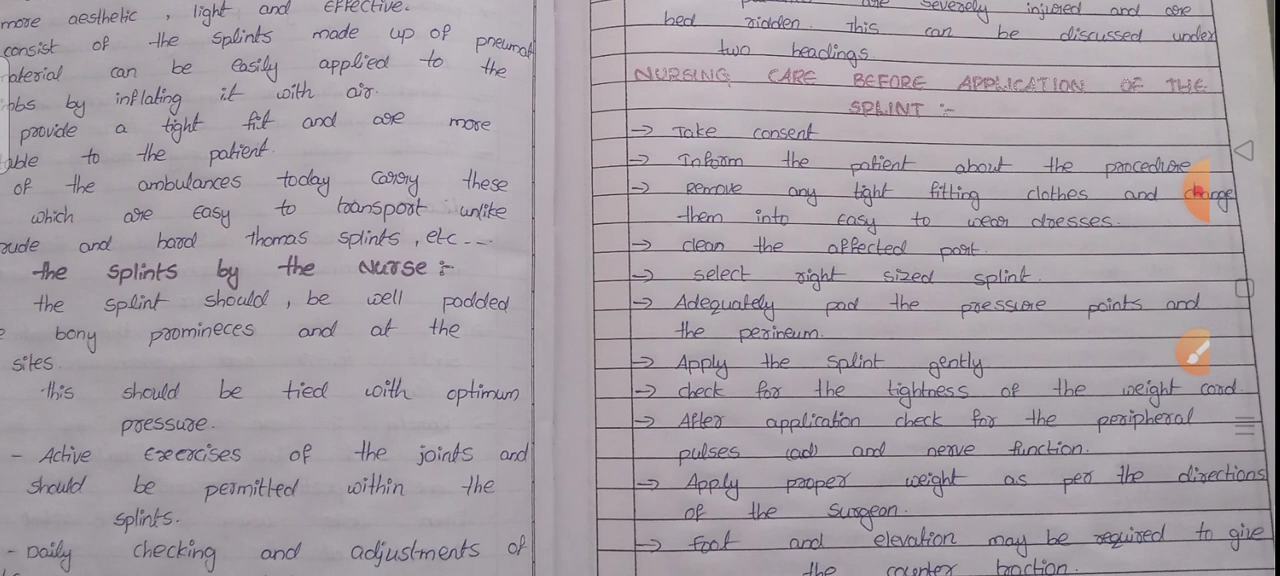 more aesthetic, light and Effective.
consist of the splints made up of pneumat
material can be easily applied to the
by inflating it with air.
provide a tight fit and are more
able to the patient.
of the ambulances today carry these
which are easy to transport unlike
rude and hard thomas splints, etc---
the splints by the nurse :-
the splint should, be well padded
bony promineces and at the
sites.
this should be tied with optimum
pressure.
- Active Exercises of the joints and
should be permitted within the
splints.
- Daily checking and adjustments of
are severely injured and are
bed ridden. This can be discussed under
two headings.
NURSING CARE BEFORE APPLICATION OF THE
SPLINT :-
→ Take consent
→ Inform the patient about the procedure
→ Remove any tight fitting clothes and change
them into Easy to wear dresses.
→ clean the affected part.
→ select right sized splint.
→ Adequately pad the pressure points and
the perineum.
→ Apply the splint gently
→ check for the tightness of the weight cord.
→ After application check for the peripheral
pulses (ad) and nerve function.
→ Apply proper weight as per the directions
of the surgeon.
→ foot and elevation may be required to give
the counter traction.